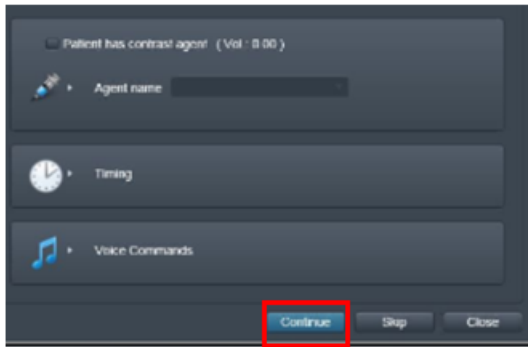 Patient has contrast agent (Vol : 0.00 )
Agent name
Timing
Voice Commands
Continue Skip Close